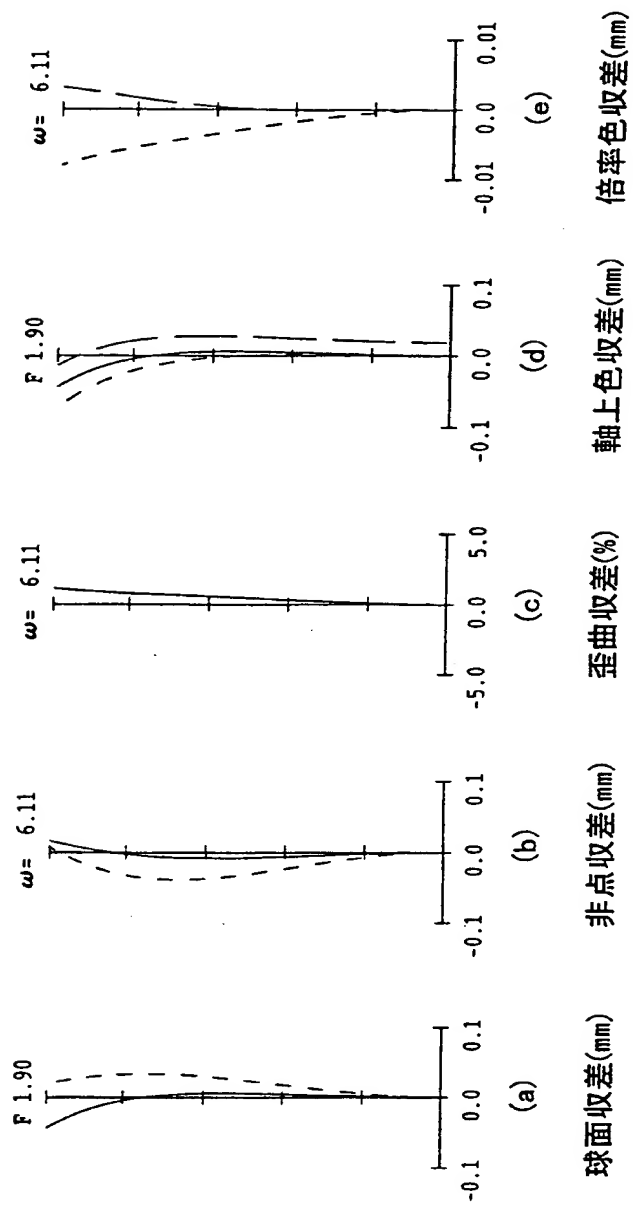 F 1.90
-0.1 0.0 0.1
(a)
球面収差(mm)
ω= 6.11
-0.1 0.0 0.1
(b)
非点収差(mm)
ω= 6.11
-5.0 0.0 5.0
(c)
歪曲収差(%)
F 1.90
-0.1 0.0 0.1
(d)
軸上色収差(mm)
ω= 6.11
-0.01 0.0 0.01
(e)
倍率色収差(mm)